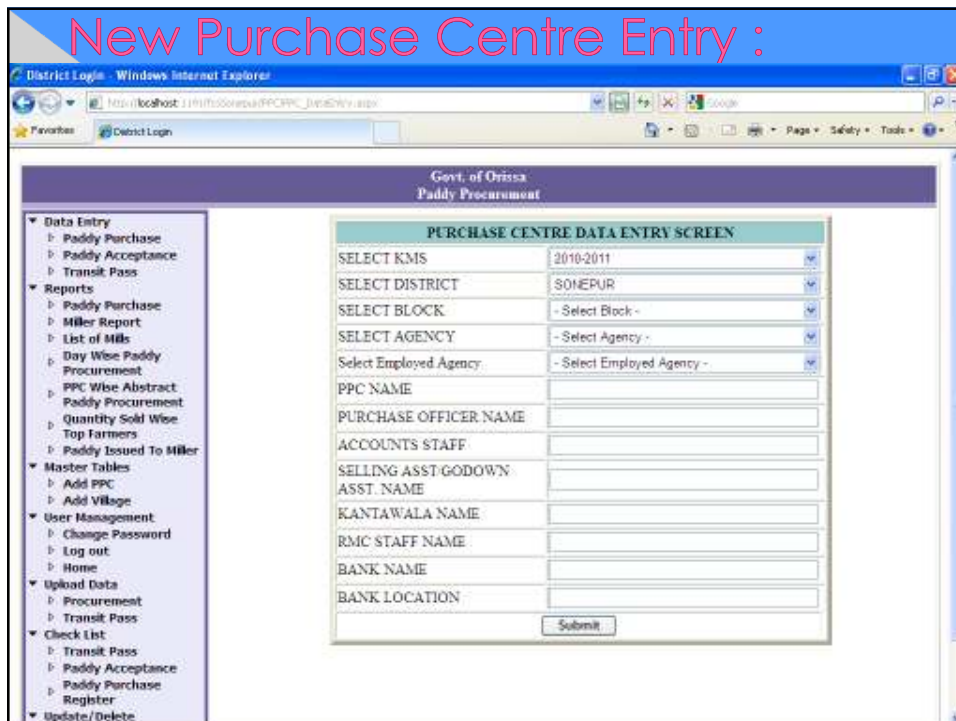 New Purchase Centre Entry :
District Login - Windows Internet Explorer
Google
Favorites District Login Page Safety Tools
Govt. of Orissa
Paddy Procurement
Data Entry
Paddy Purchase
Paddy Acceptance
Transit Pass
Reports
Paddy Purchase
Miller Report
List of Mills
Day Wise Paddy
Procurement
PPC Wise Abstract
Paddy Procurement
Quantity Sold Wise
Top Farmers
Paddy Issued To Miller
Master Tables
Add PPC
Add Village
User Management
Change Password
Log out
Home
Upload Data
Procurement
Transit Pass
Check List
Transit Pass
Paddy Acceptance
Paddy Purchase
Register
Update/Delete
PURCHASE CENTRE DATA ENTRY SCREEN
SELECT KMS 2010-2011
SELECT DISTRICT SONEPUR
SELECT BLOCK - Select Block -
SELECT AGENCY - Select Agency -
Select Employed Agency - Select Employed Agency -
PPC NAME
PURCHASE OFFICER NAME
ACCOUNTS STAFF
SELLING ASST/GODOWN
ASST. NAME
KANTAWALA NAME
RMC STAFF NAME
BANK NAME
BANK LOCATION
Submit